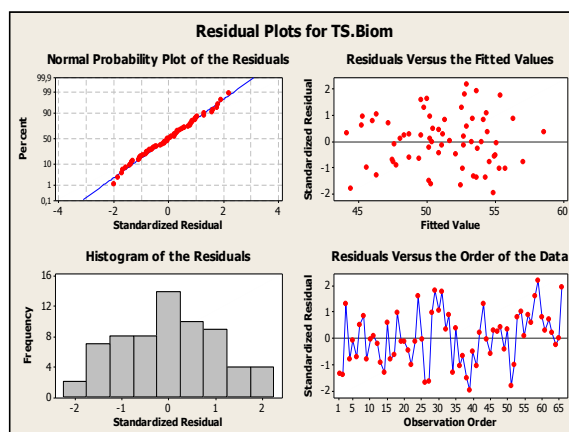 Residual Plots for TS.Biom
Normal Probability Plot of the Residuals
Percent
99,9
99
90
50
10
1
0,1
-4 -2 0 2 4
Standardized Residual
Residuals Versus the Fitted Values
Standardized Residual
2
1
0
-1
-2
45 50 55 60
Fitted Value
Histogram of the Residuals
Frequency
16
12
8
4
0
-2 -1 0 1 2
Standardized Residual
Residuals Versus the Order of the Data
Standardized Residual
2
1
0
-1
-2
1 5 10 15 20 25 30 35 40 45 50 55 60 65
Observation Order